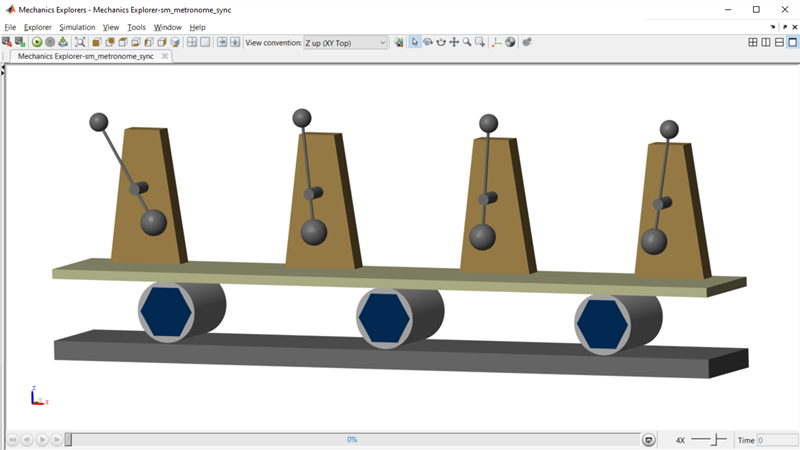 Mechanics Explorers - Mechanics Explorer-sm_metronome_sync
File Explorer Simulation View Tools Window Help
View convention: Z up (XY Top)
Mechanics Explorer-sm_metronome_sync
Z
X
0%
4X
Time 0